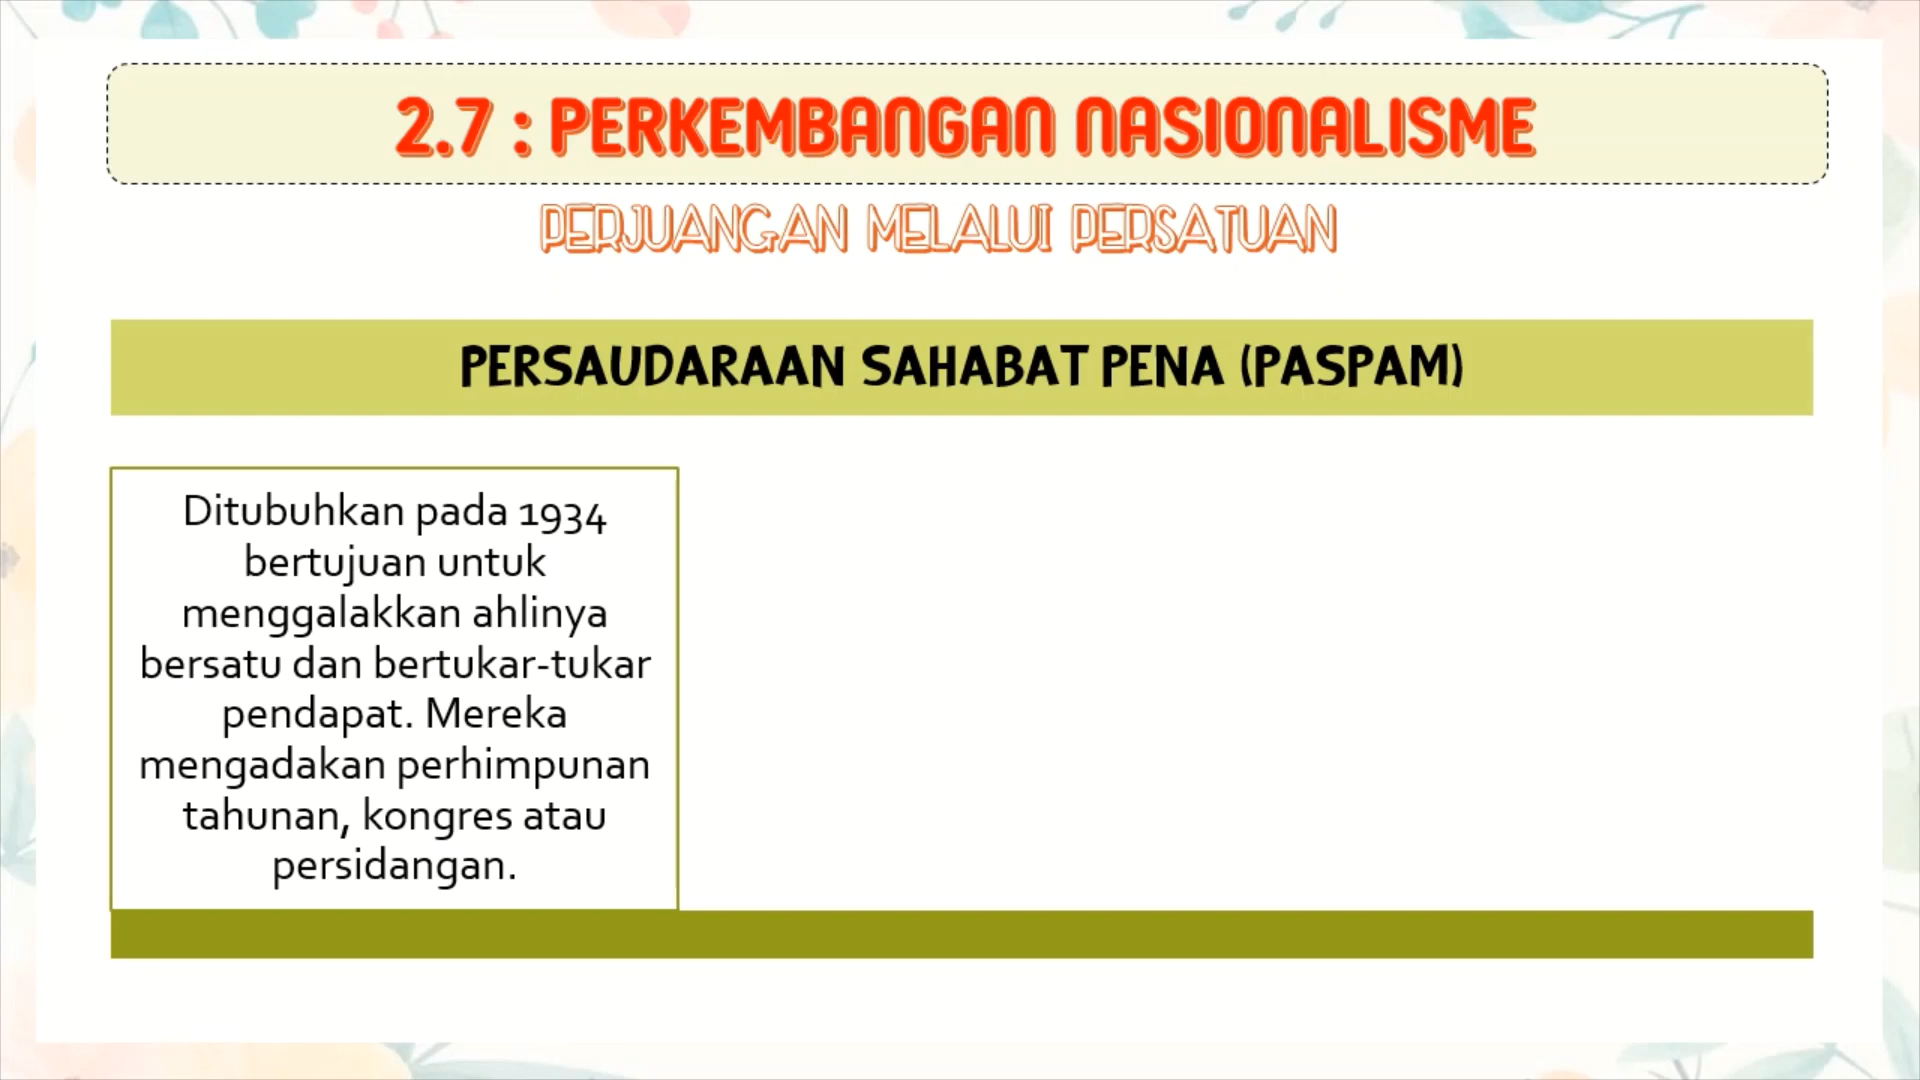 2.7 : PERKEMBANGAN NASIONALISME
PERJUANGAN MELALUI PERSATUAN
PERSAUDARAAN SAHABAT PENA (PASPAM)
Ditubuhkan pada 1934
bertujuan untuk
menggalakkan ahlinya
bersatu dan bertukar-tukar
pendapat. Mereka
mengadakan perhimpunan
tahunan, kongres atau
persidangan.